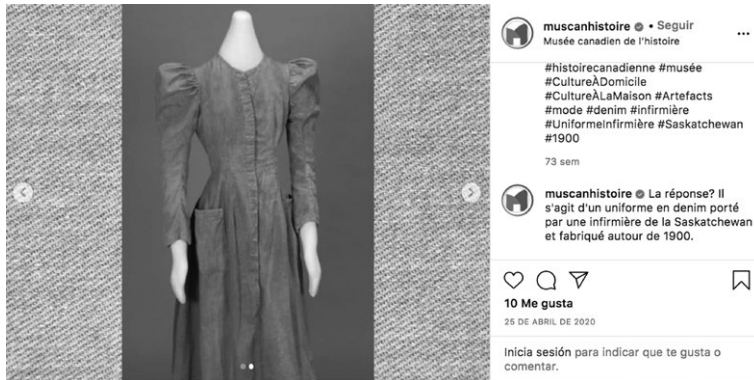 muscanhistoire • Seguir
Musée canadien de l'histoire
#histoirecanadienne #musée
#CultureÀDomicile
#CultureÀLaMaison #Artefacts
#mode #denim #infirmière
#UniformeInfirmière #Saskatchewan
#1900
73 sem
muscanhistoire La réponse? Il
s'agit d'un uniforme en denim porté
par une infirmière de la Saskatchewan
et fabriqué autour de 1900.
10 Me gusta
25 DE ABRIL DE 2020
Inicia sesión para indicar que te gusta o
comentar.